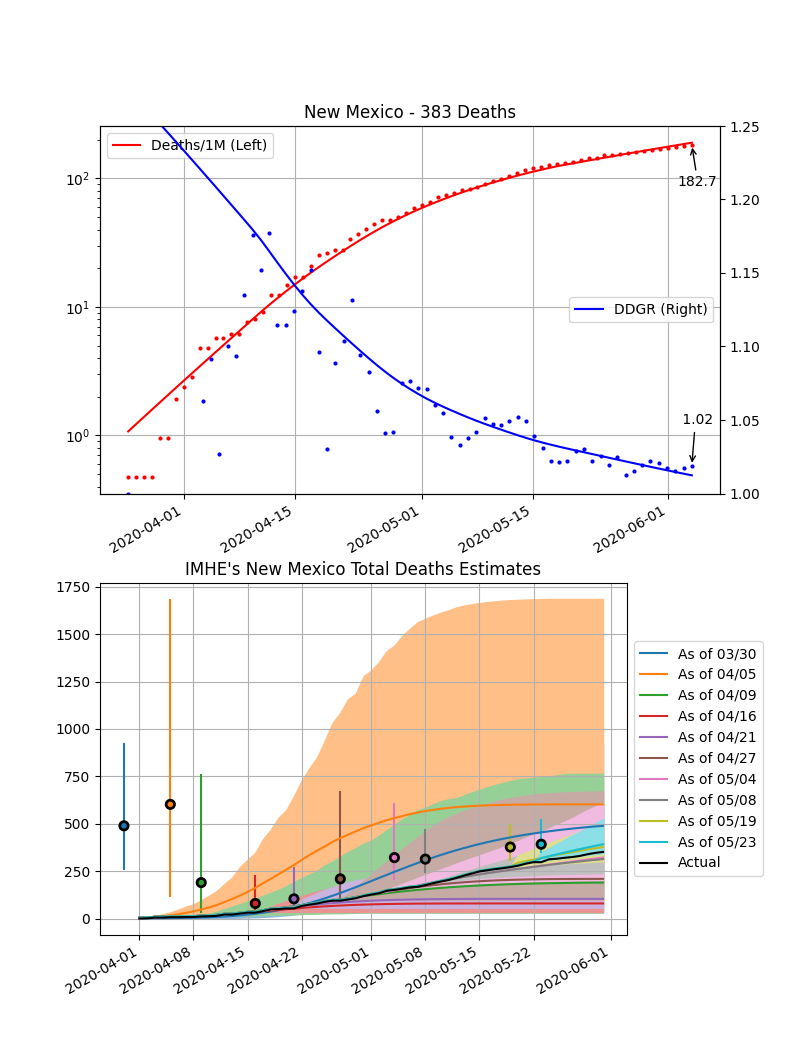 New Mexico - 383 Deaths
Deaths/1M (Left)
DDGR (Right)
182.7
1.02
10²
10¹
10⁰
1.25
1.20
1.15
1.10
1.05
1.00
2020-04-01
2020-04-15
2020-05-01
2020-05-15
2020-06-01
IMHE's New Mexico Total Deaths Estimates
1750
1500
1250
1000
750
500
250
0
2020-04-01
2020-04-08
2020-04-15
2020-04-22
2020-05-01
2020-05-08
2020-05-15
2020-05-22
2020-06-01
As of 03/30
As of 04/05
As of 04/09
As of 04/16
As of 04/21
As of 04/27
As of 05/04
As of 05/08
As of 05/19
As of 05/23
Actual